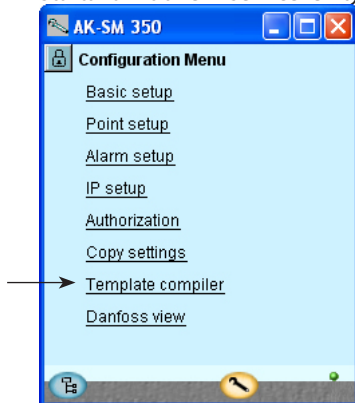 AK-SM 350
Configuration Menu
Basic setup
Point setup
Alarm setup
IP setup
Authorization
Copy settings
Template compiler
Danfoss view